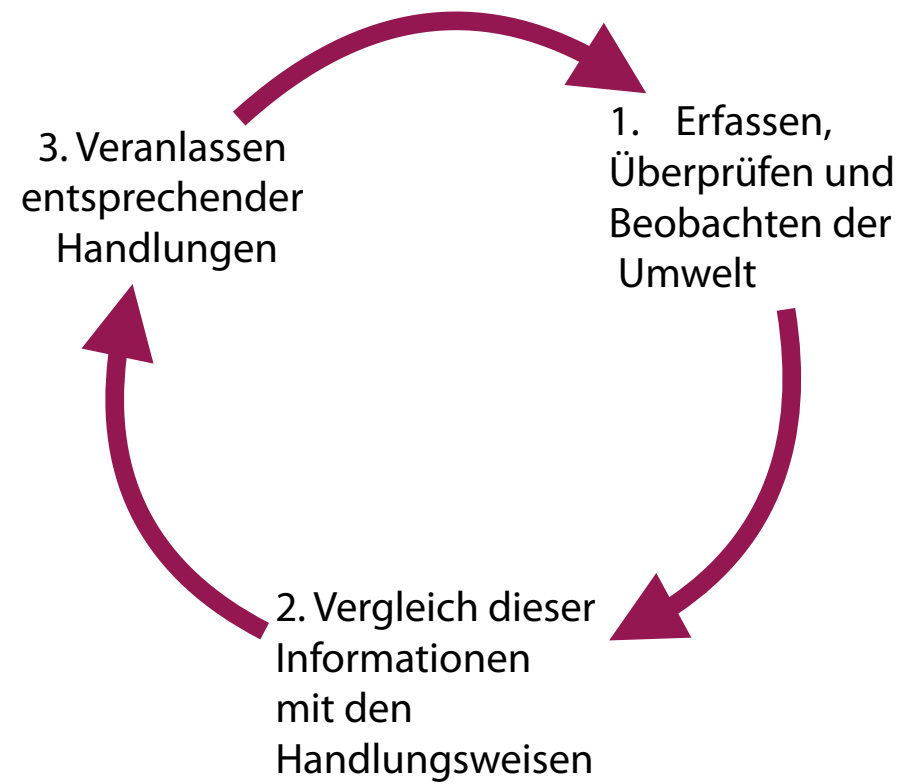 1. Erfassen,
Überprüfen und
Beobachten der
Umwelt
2. Vergleich dieser
Informationen
mit den
Handlungsweisen
3. Veranlassen
entsprechender
Handlungen